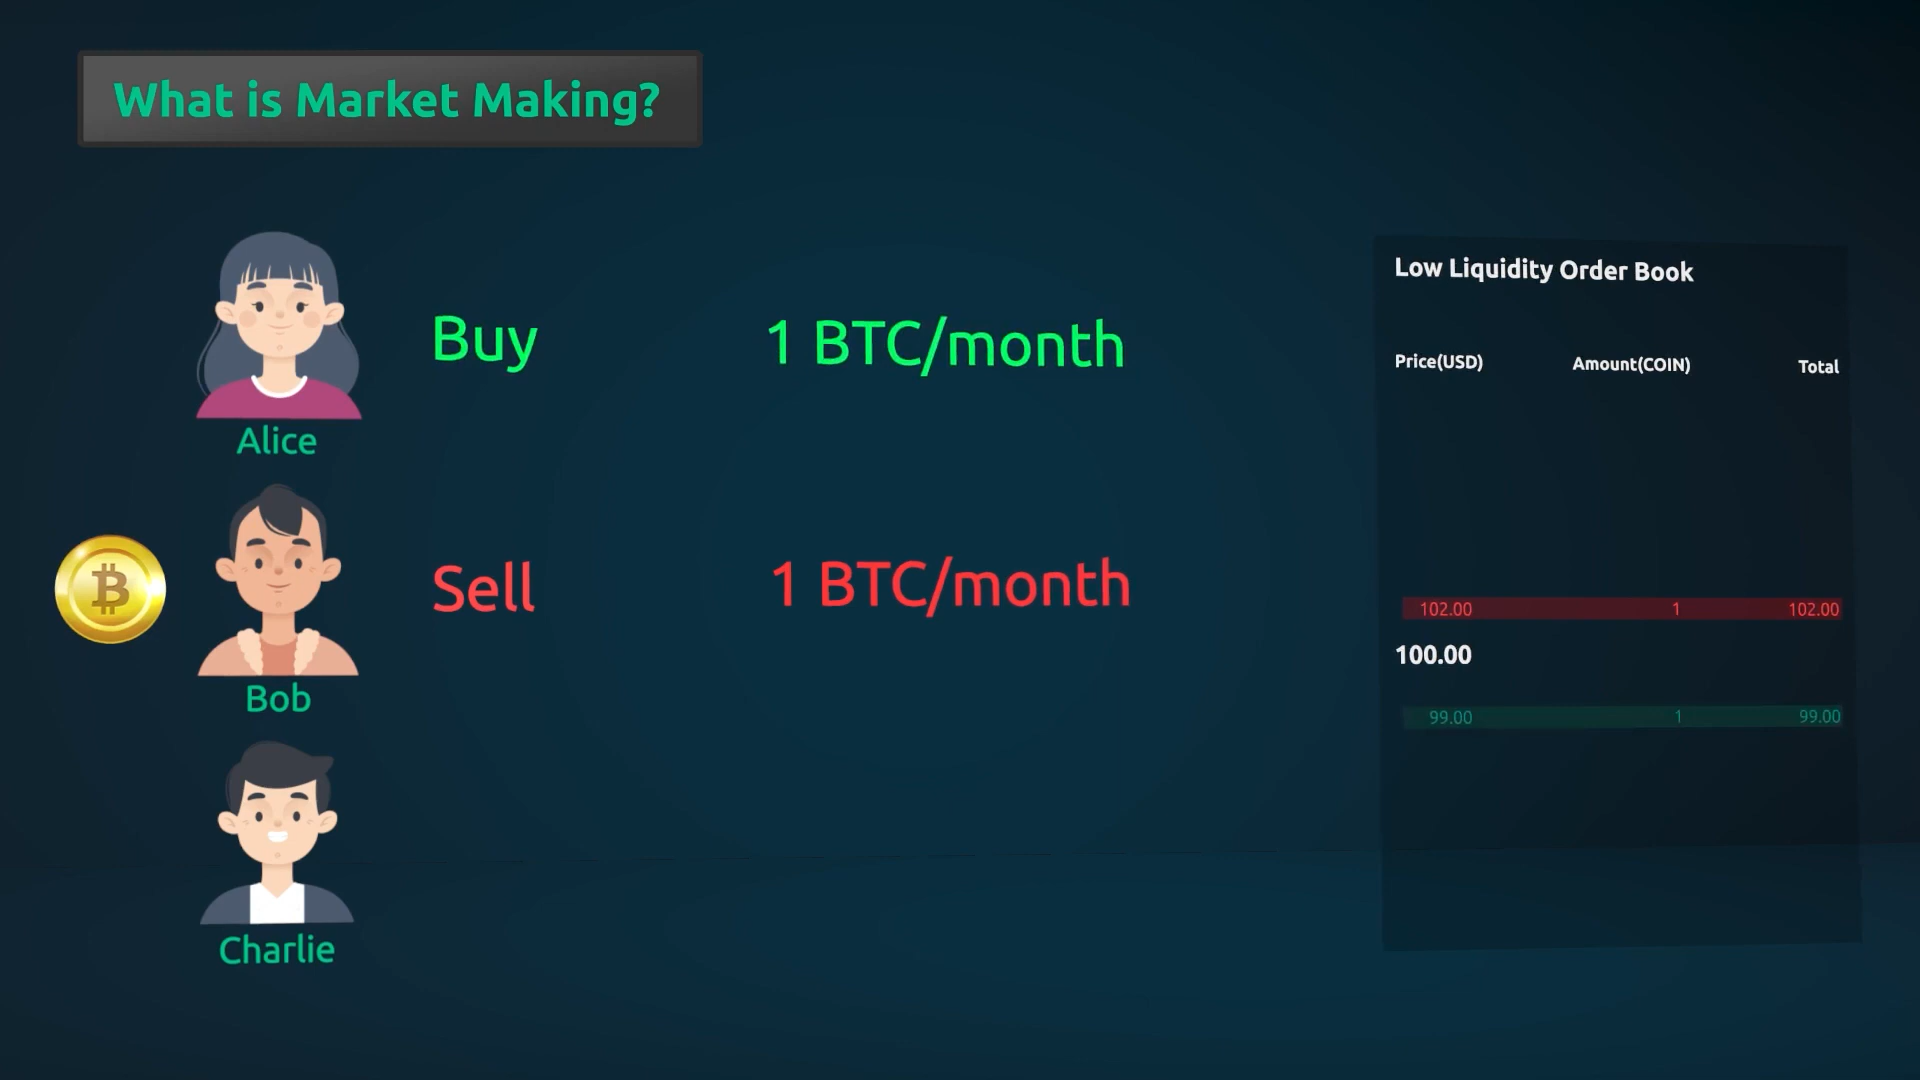 What is Market Making?
Alice
Buy 1 BTC/month
Bob
Sell 1 BTC/month
Charlie
Low Liquidity Order Book
Price(USD) Amount(COIN) Total
102.00 1 102.00
100.00
99.00 1 99.00